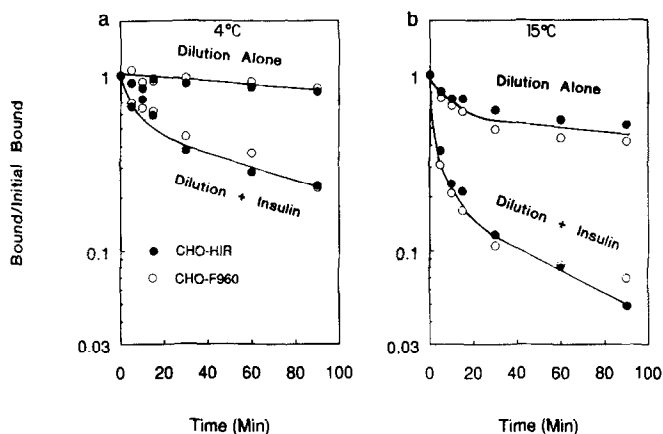 a
4°C
Dilution Alone
1
Dilution + Insulin
0.1
CHO-HIR
CHO-F960
0.03
0 20 40 60 80 100
Time (Min)
Bound/Initial Bound
b
15°C
Dilution Alone
1
Dilution + Insulin
0.1
0.03
0 20 40 60 80 100
Time (Min)